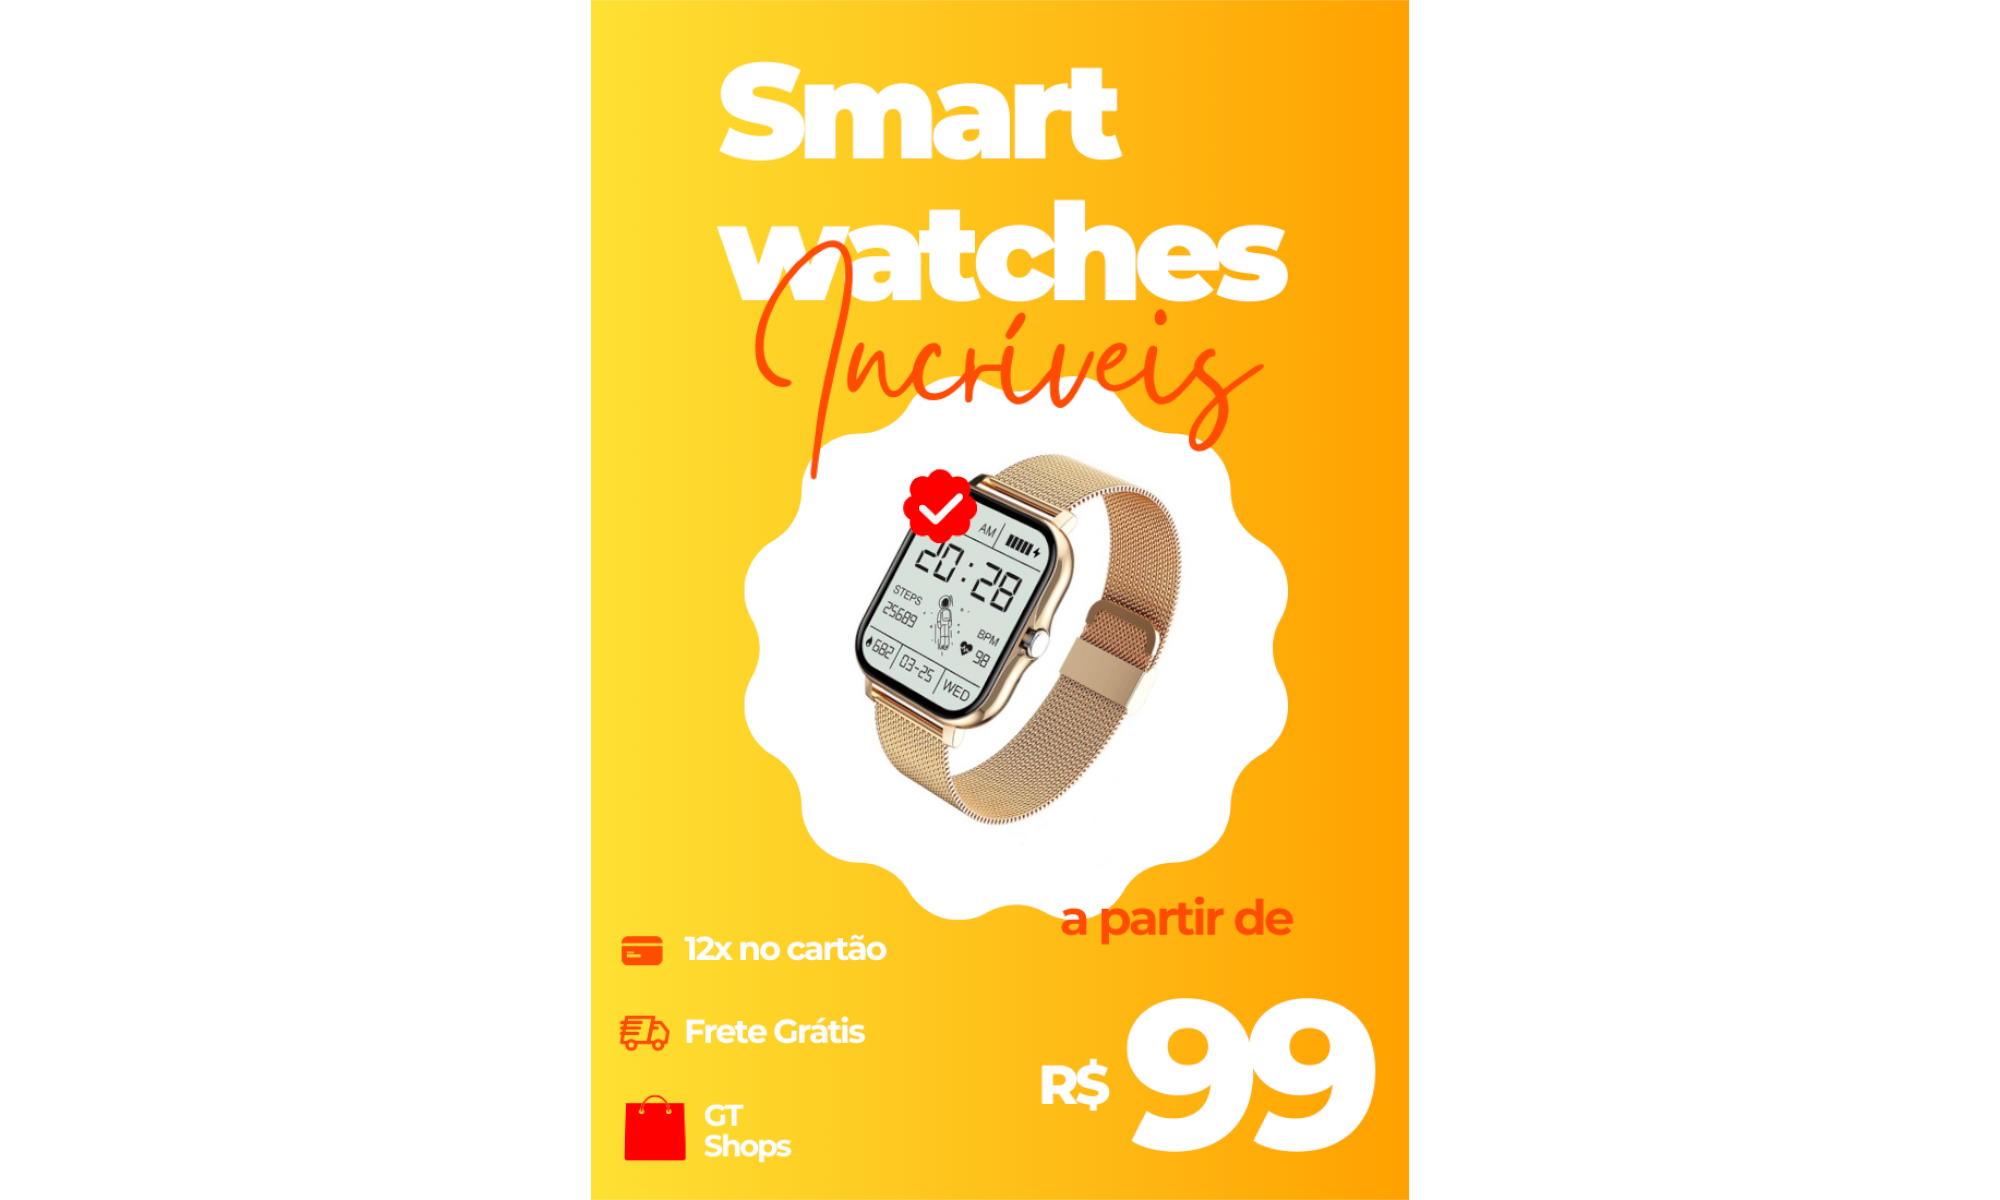 Smart
watches
Incríveis
AM
20:28
STEPS
25689
BPM
98
682
03-25
WED
a partir de
R$ 99
12x no cartão
Frete Grátis
GT
Shops